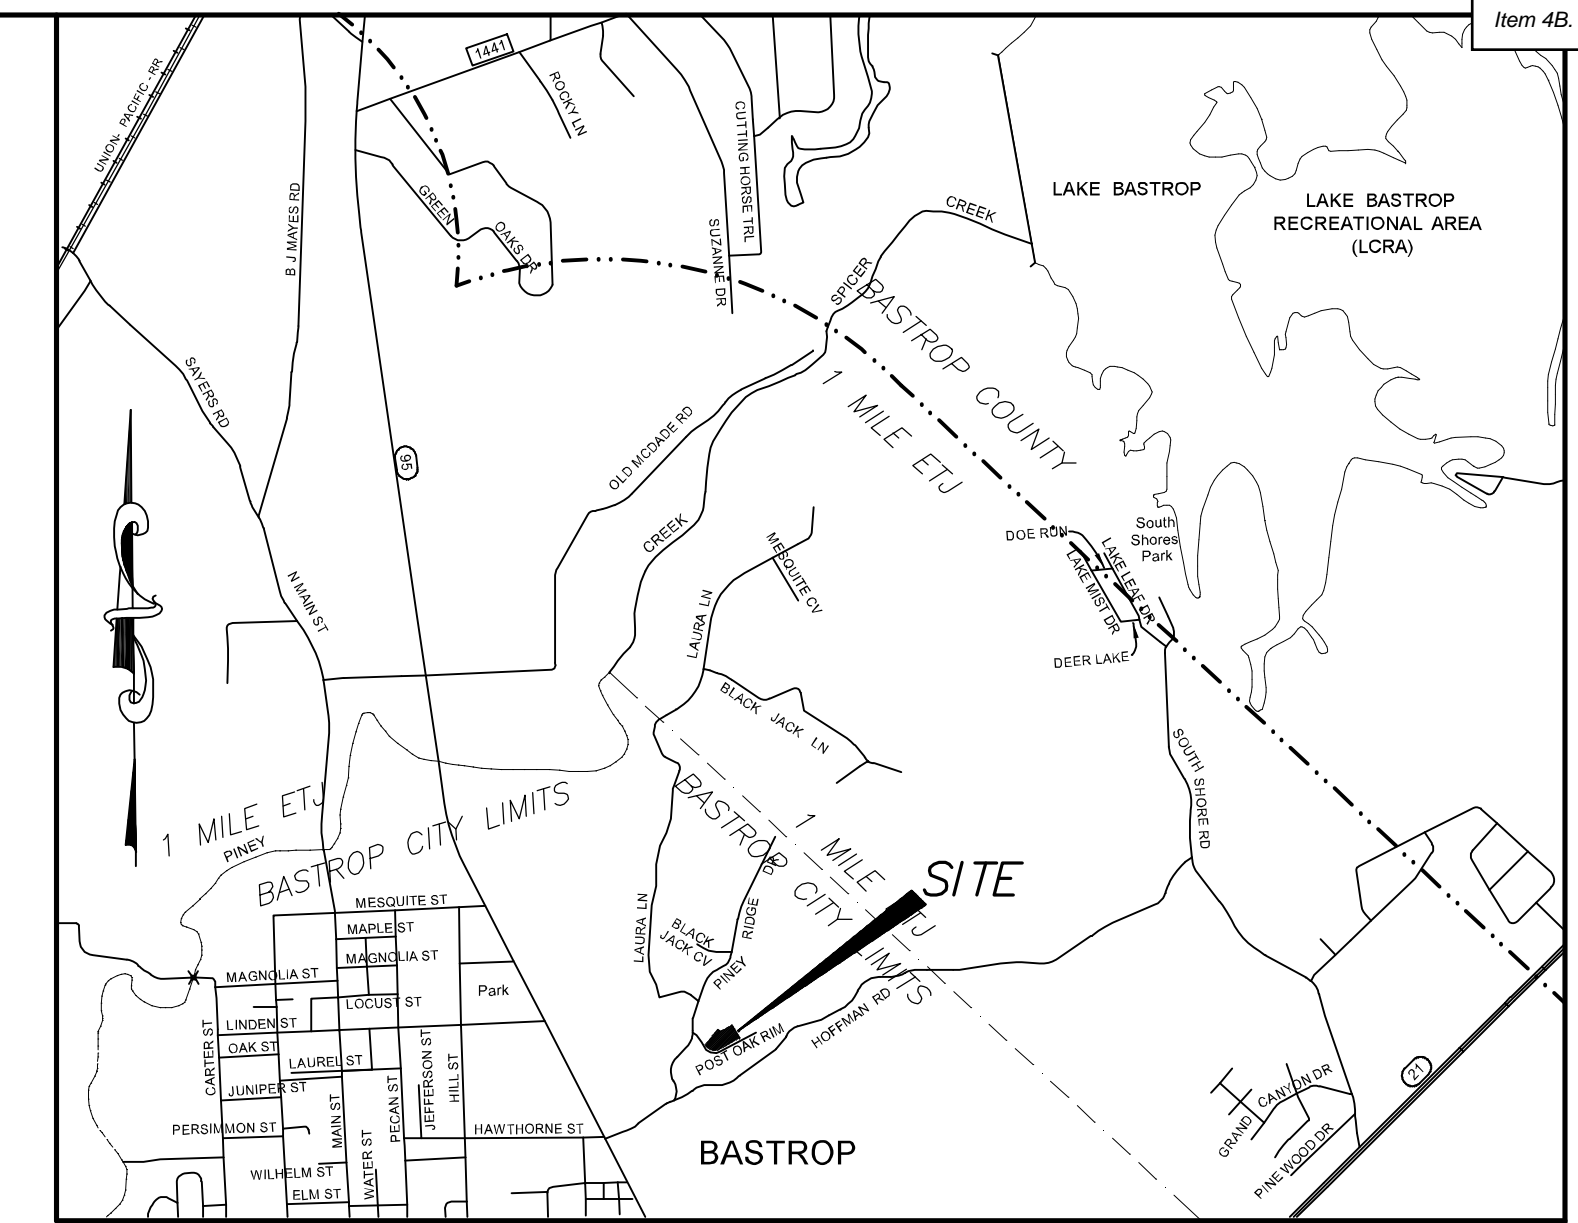 Item 4B.
1441
UNION- PACIFIC - RR
ROCKY LN
CUTTING HORSE TRL
B J MAYES RD
GREEN
OAKS DR
SUZANNE DR
CREEK
SPICER
LAKE BASTROP
LAKE BASTROP
RECREATIONAL AREA
(LCRA)
BASTROP COUNTY
1 MILE ETJ
SAYERS RD
95
OLD MCDADE RD
CREEK
MESQUITE CV
DOE RUN
South
Shores
Park
LAKE LEAF DR
LAKE MIST DR
DEER LAKE
N MAIN ST
LAURA LN
BLACK JACK LN
SOUTH SHORE RD
1 MILE ETJ
PINEY
BASTROP CITY LIMITS
1 MILE ETJ
BASTROP CITY LIMITS
SITE
MESQUITE ST
MAPLE ST
MAGNOLIA ST
MAGNOLIA ST
LOCUST ST
Park
LINDEN ST
OAK ST
LAUREL ST
JUNIPER ST
PERSIMMON ST
WILHELM ST
ELM ST
CARTER ST
MAIN ST
WATER ST
PECAN ST
JEFFERSON ST
HILL ST
HAWTHORNE ST
LAURA LN
BLACK
JACK CV
PINEY RIDGE DR
POST OAK RIM
HOFFMAN RD
BASTROP
21
GRAND CANYON DR
PINE WOOD DR